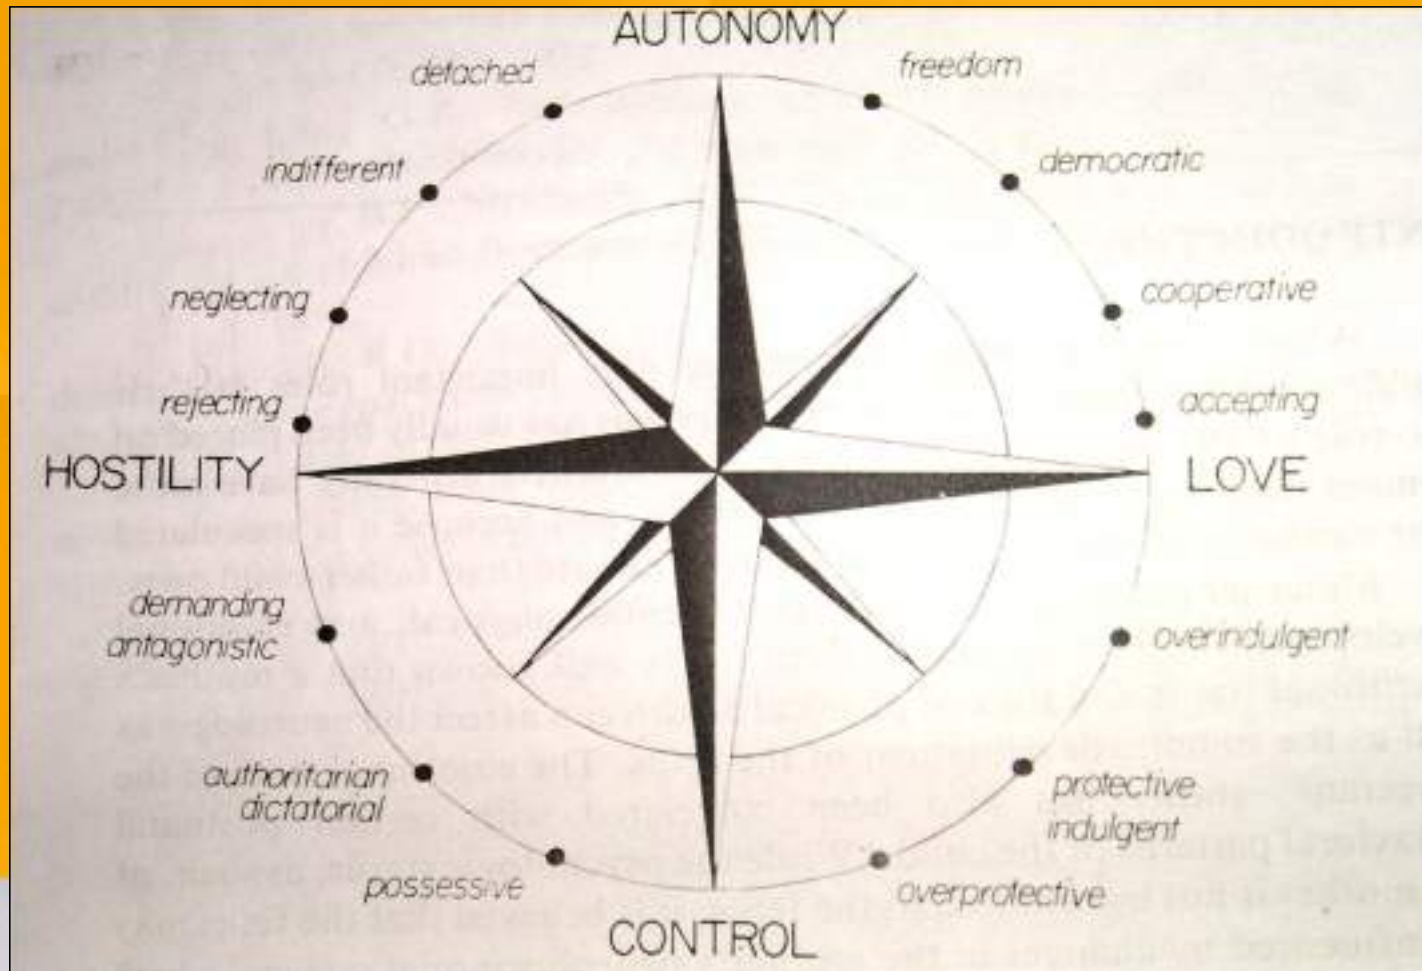 AUTONOMY
detached
freedom
indifferent
democratic
neglecting
cooperative
rejecting
accepting
HOSTILITY
LOVE
demanding
antagonistic
overindulgent
authoritarian
dictatorial
protective
indulgent
possessive
overprotective
CONTROL